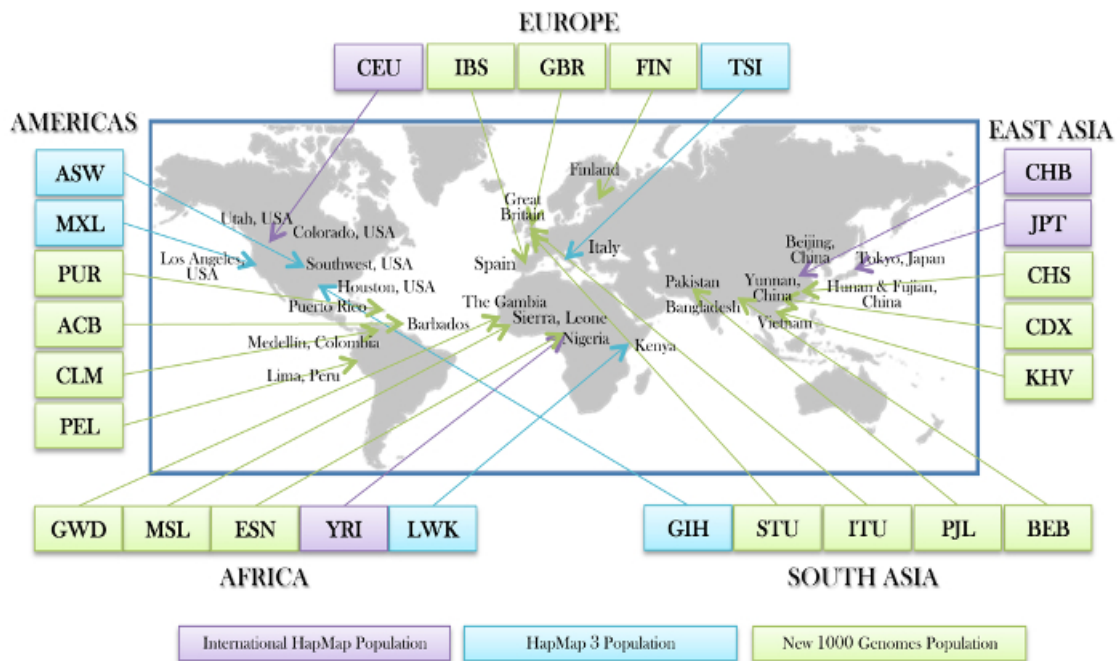 EUROPE
CEU
IBS
GBR
FIN
TSI
AMERICAS
ASW
MXL
PUR
ACB
CLM
PEL
EAST ASIA
CHB
JPT
CHS
CDX
KHV
Finland
Great
Britain
Utah, USA
Colorado, USA
Los Angeles,
USA
Southwest, USA
Houston, USA
Spain
Italy
Beijing,
China
Tokyo, Japan
Pakistan
Yunnan,
China
Hunan & Fujian,
China
Bangladesh
Vietnam
Puerto Rico
Barbados
The Gambia
Sierra, Leone
Nigeria
Kenya
Medellín, Colombia
Lima, Peru
GWD
MSL
ESN
YRI
LWK
AFRICA
GIH
STU
ITU
PJL
BEB
SOUTH ASIA
International HapMap Population
HapMap 3 Population
New 1000 Genomes Population